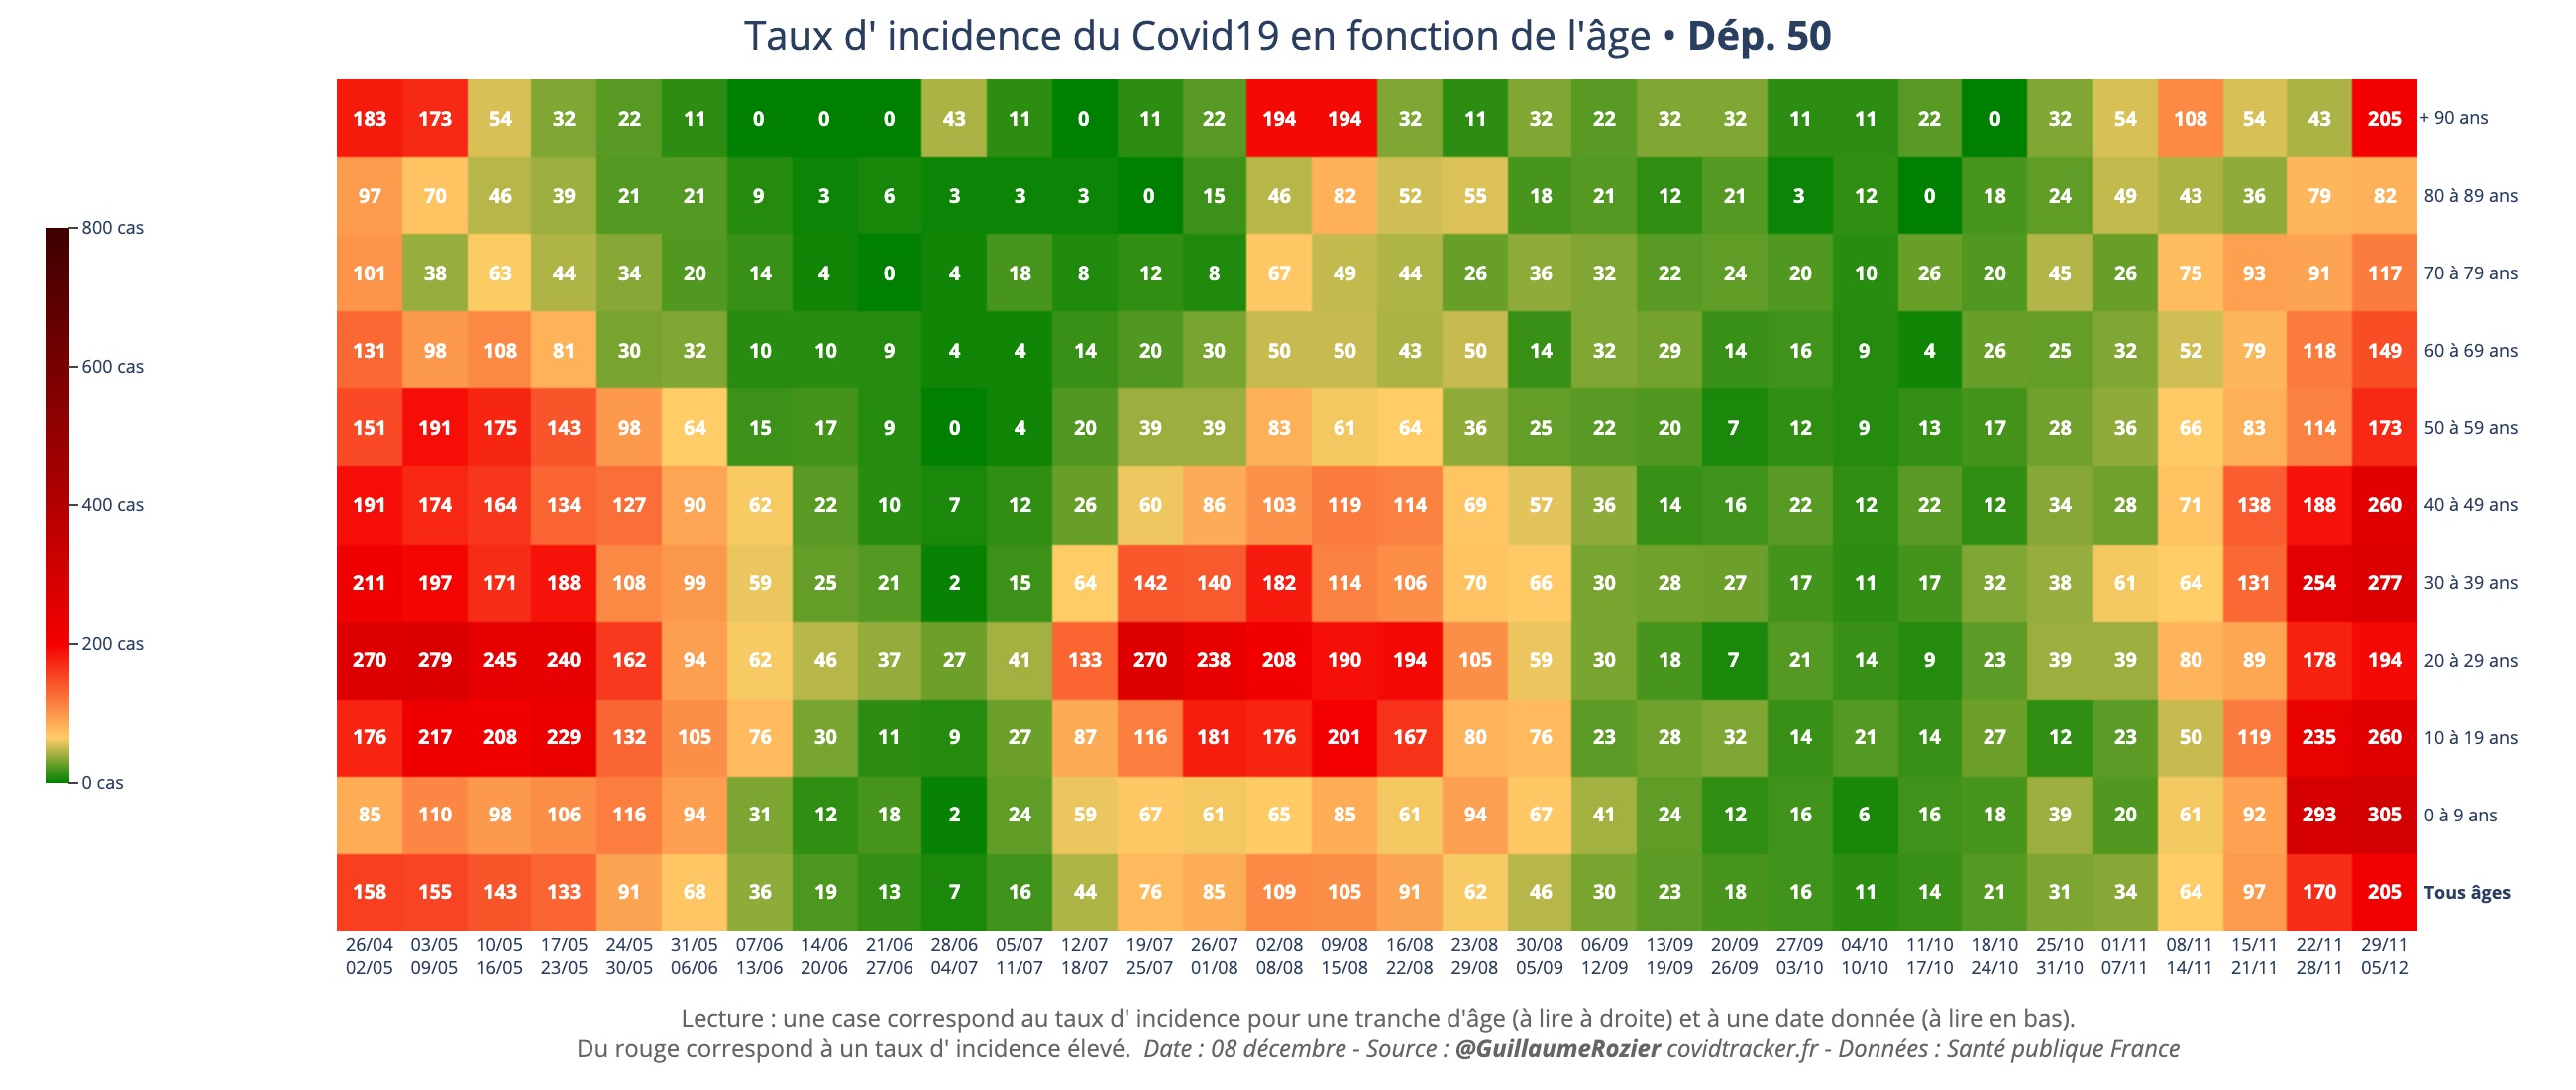 Taux d' incidence du Covid19 en fonction de l'âge • Dép. 50
183 173 54 32 22 11 0 0 0 43 11 0 11 22 194 194 32 11 32 22 32 32 11 11 22 0 32 54 108 54 43 205 + 90 ans
97 70 46 39 21 21 9 3 6 3 3 3 0 15 46 82 52 55 18 21 12 21 3 12 0 18 24 49 43 36 79 82 80 à 89 ans
101 38 63 44 34 20 14 4 0 4 18 8 12 8 67 49 44 26 36 32 22 24 20 10 26 20 45 26 75 93 91 117 70 à 79 ans
131 98 108 81 30 32 10 10 9 4 4 14 20 30 50 50 43 50 14 32 29 14 16 9 4 26 25 32 52 79 118 149 60 à 69 ans
151 191 175 143 98 64 15 17 9 0 4 20 39 39 83 61 64 36 25 22 20 7 12 9 13 17 28 36 66 83 114 173 50 à 59 ans
191 174 164 134 127 90 62 22 10 7 12 26 60 86 103 119 114 69 57 36 14 16 22 12 22 12 34 28 71 138 188 260 40 à 49 ans
211 197 171 188 108 99 59 25 21 2 15 64 142 140 182 114 106 70 66 30 28 27 17 11 17 32 38 61 64 131 254 277 30 à 39 ans
270 279 245 240 162 94 62 46 37 27 41 133 270 238 208 190 194 105 59 30 18 7 21 14 9 23 39 39 80 89 178 194 20 à 29 ans
176 217 208 229 132 105 76 30 11 9 27 87 116 181 176 201 167 80 76 23 28 32 14 21 14 27 12 23 50 119 235 260 10 à 19 ans
85 110 98 106 116 94 31 12 18 2 24 59 67 61 65 85 61 94 67 41 24 12 16 6 16 18 39 20 61 92 293 305 0 à 9 ans
158 155 143 133 91 68 36 19 13 7 16 44 76 85 109 105 91 62 46 30 23 18 16 11 14 21 31 34 64 97 170 205 Tous âges
26/04 03/05 10/05 17/05 24/05 31/05 07/06 14/06 21/06 28/06 05/07 12/07 19/07 26/07 02/08 09/08 16/08 23/08 30/08 06/09 13/09 20/09 27/09 04/10 11/10 18/10 25/10 01/11 08/11 15/11 22/11 29/11
02/05 09/05 16/05 23/05 30/05 06/06 13/06 20/06 27/06 04/07 11/07 18/07 25/07 01/08 08/08 15/08 22/08 29/08 05/09 12/09 19/09 26/09 03/10 10/10 17/10 24/10 31/10 07/11 14/11 21/11 28/11 05/12
800 cas
600 cas
400 cas
200 cas
0 cas
Lecture : une case correspond au taux d' incidence pour une tranche d'âge (à lire à droite) et à une date donnée (à lire en bas).
Du rouge correspond à un taux d' incidence élevé. Date : 08 décembre - Source : @GuillaumeRozier covidtracker.fr - Données : Santé publique France